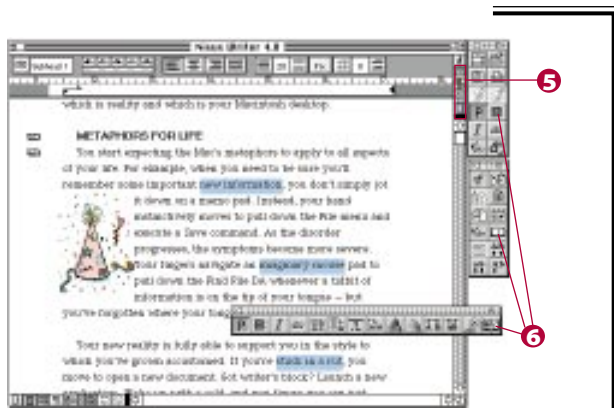 Nisus Writer 4.0
which is reality and which is your Macintosh desktop.
5
METAPHORS FOR LIFE
You start expecting the Mac's metaphors to apply to all aspects
of your life. For example, when you need to be sure you'll
remember some important new information, you don't simply jot
it down on a memo pad. Instead, your hand
instinctively moves to pull down the File menu and
execute a Save command. As the disorder
progresses, the symptoms become more severe.
Your fingers navigate an imaginary mouse pad to
pull down the Find File DA whenever a tidbit of
information is on the tip of your tongue — but
you've forgotten where your
P B I
6
Your new reality is fully able to support you in the style to
which you've grown accustomed. If you're stuck in a rut, you
move to open a new document. Got writer's block? Launch a new